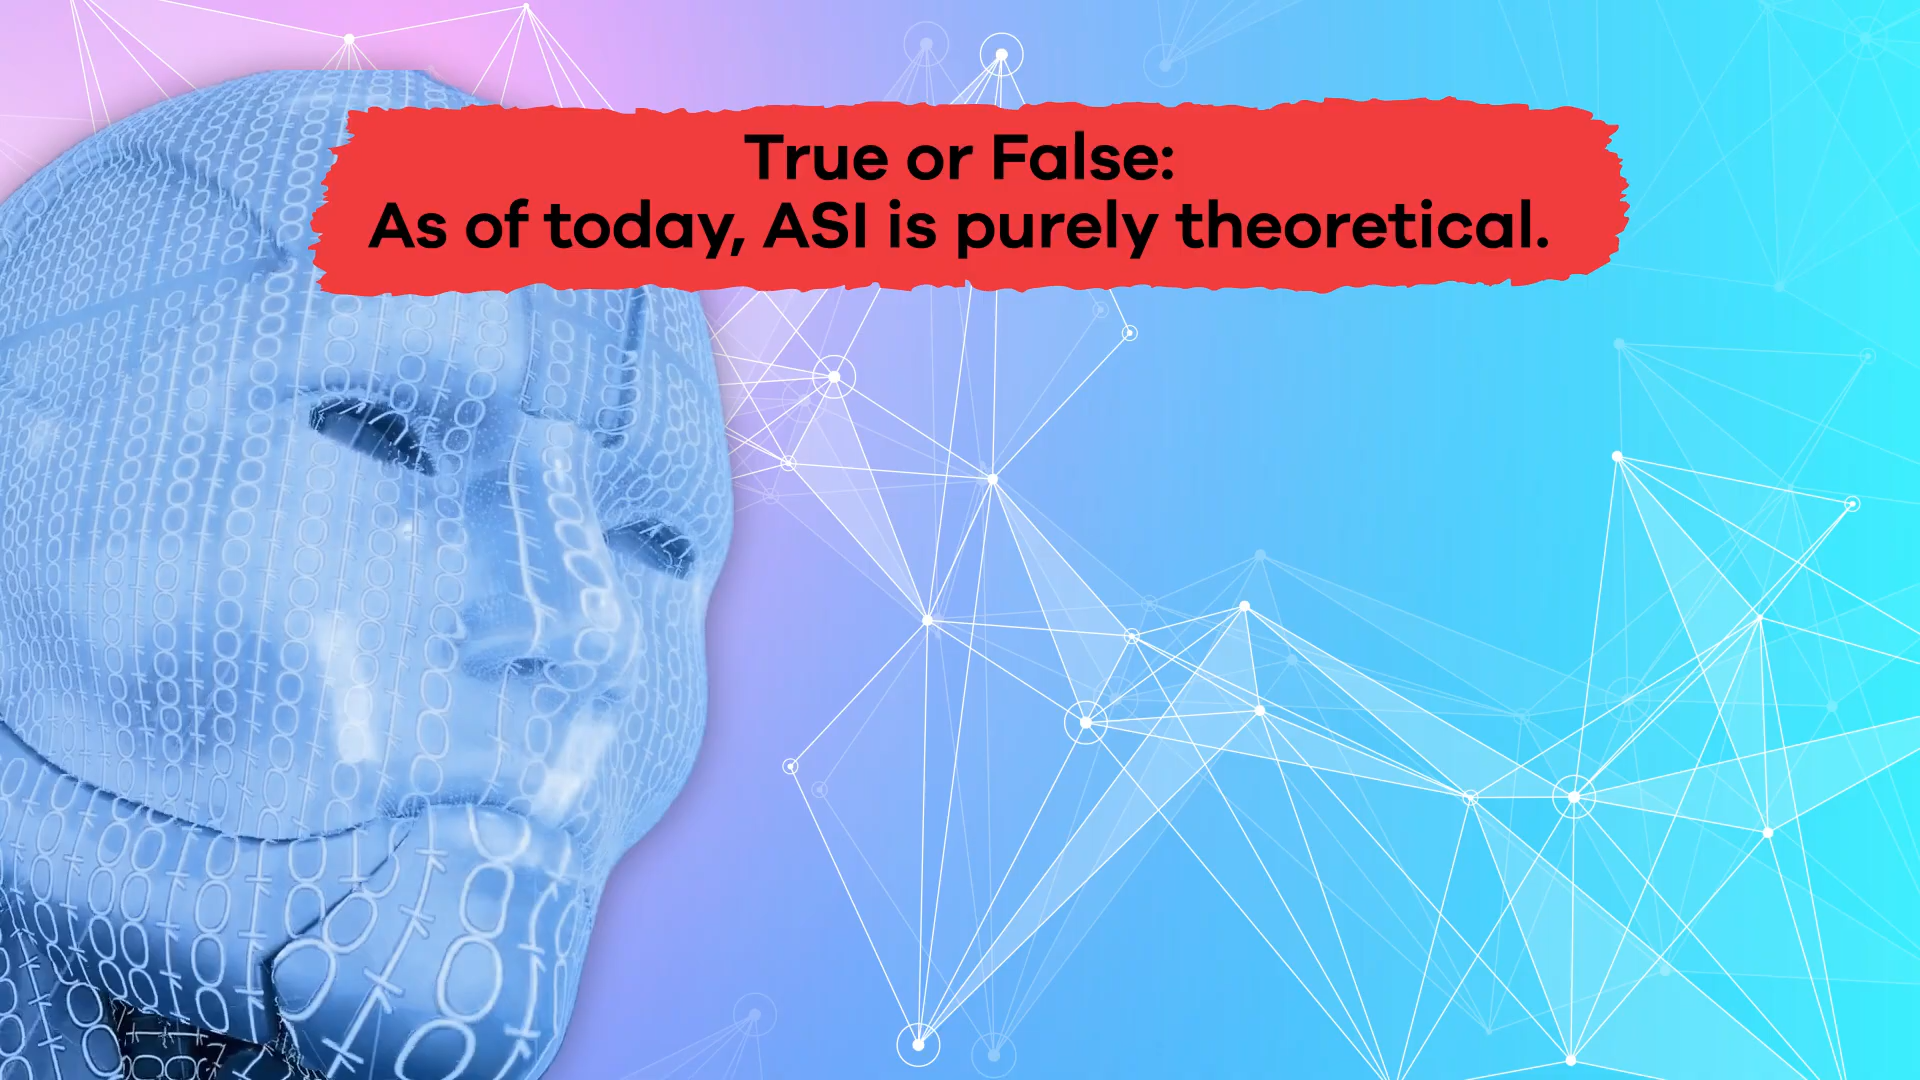 True or False:
As of today, ASI is purely theoretical.